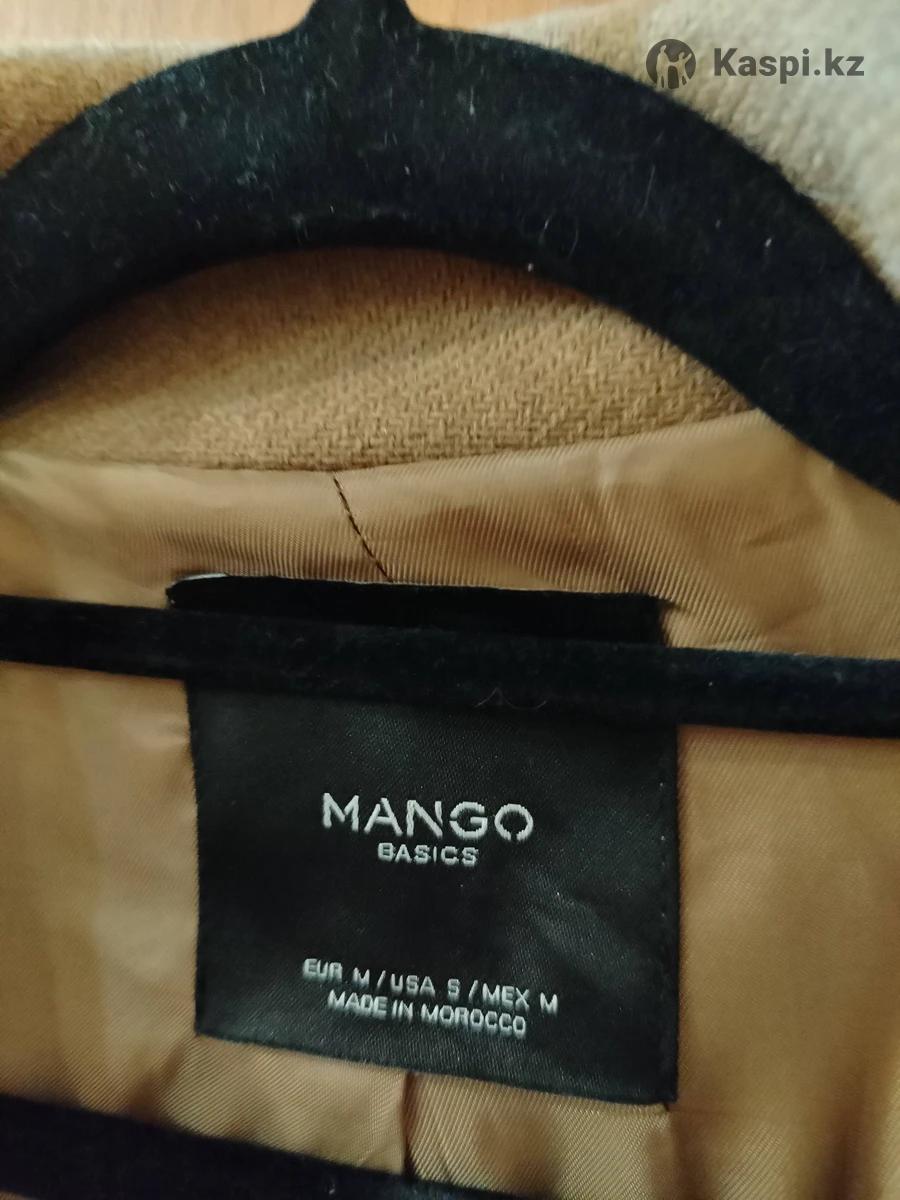 Kaspi.kz
MANGO
BASICS
EUR M / USA S / MEX M
MADE IN MOROCCO